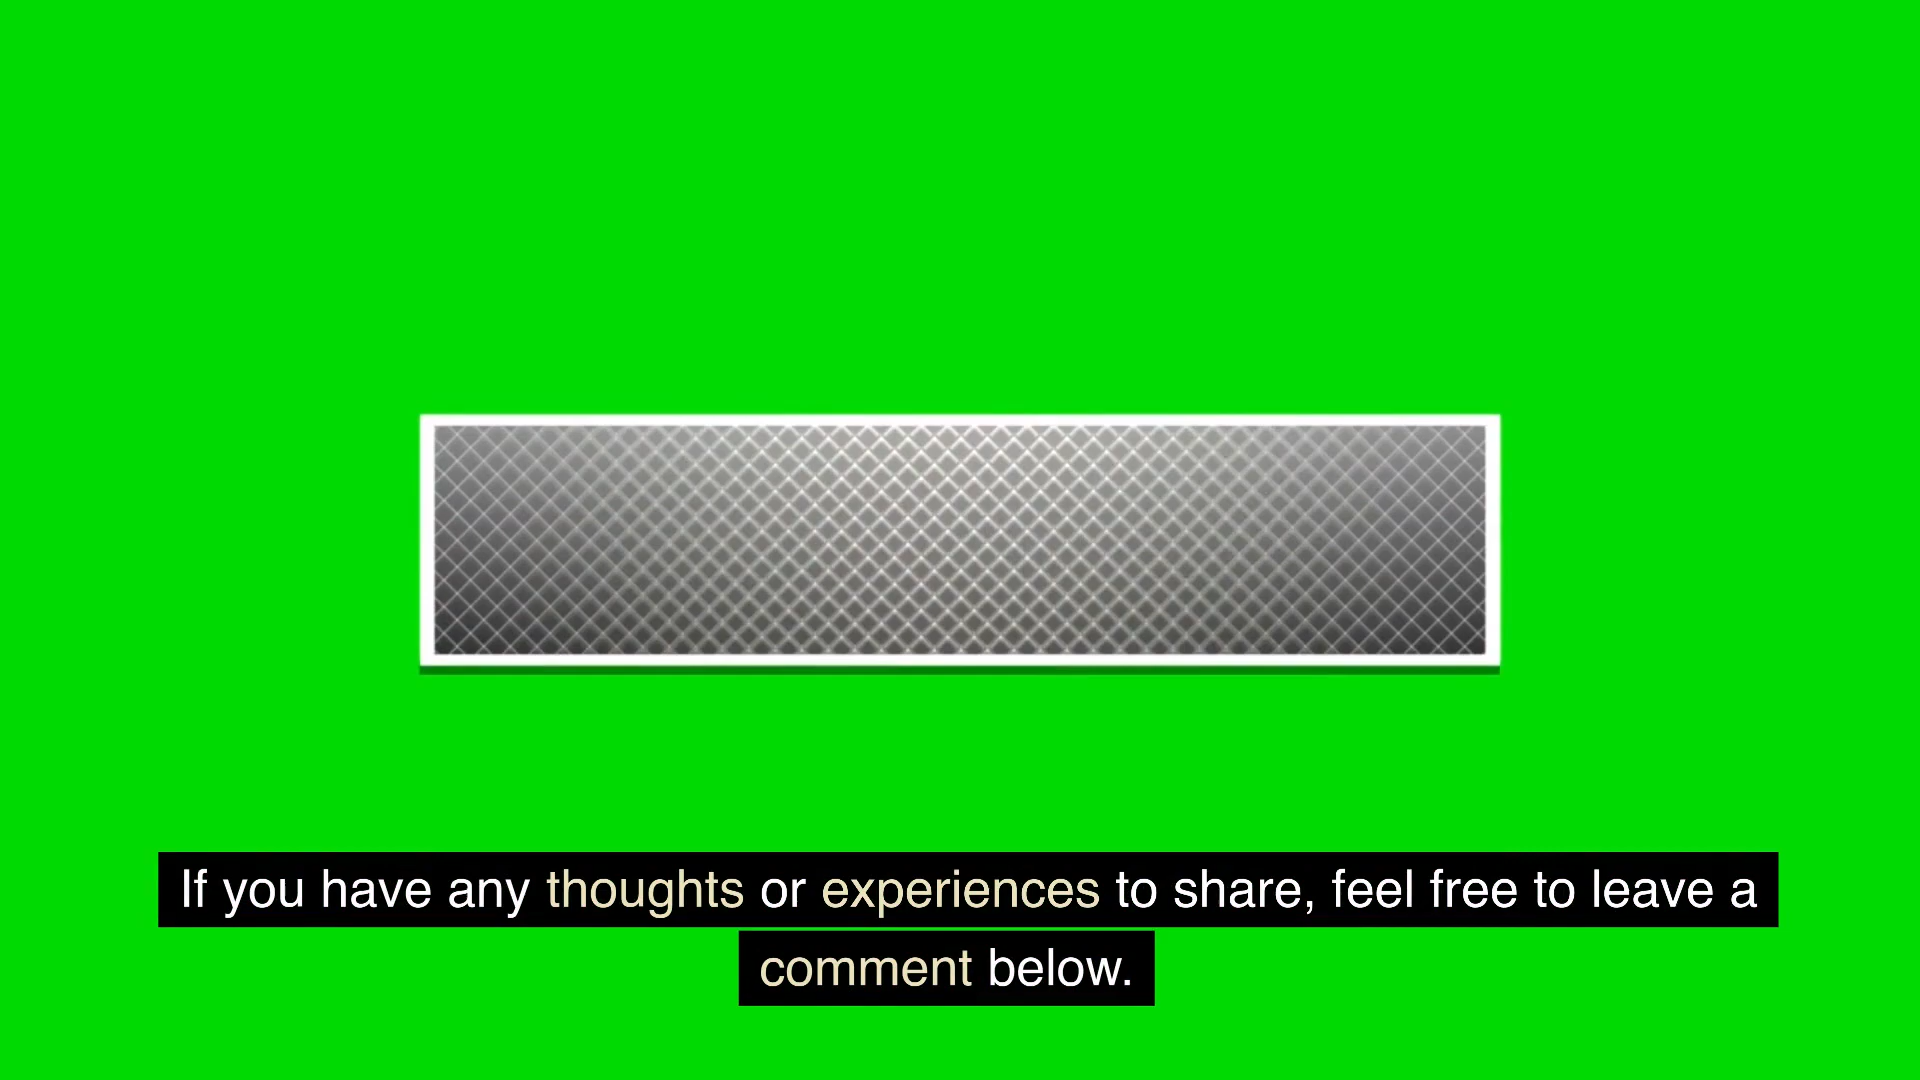 If you have any thoughts or experiences to share, feel free to leave a
comment below.